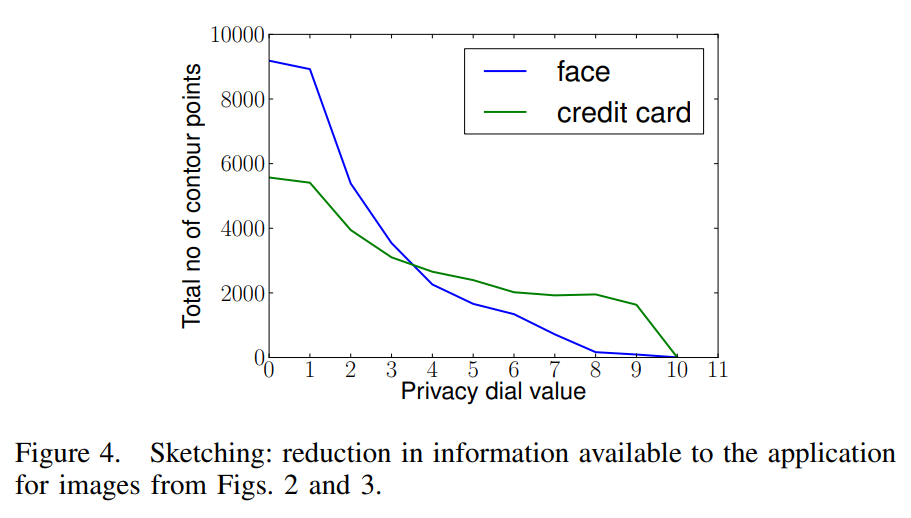 10000
8000
6000
4000
2000
0
Total no of contour points
face
credit card
0 1 2 3 4 5 6 7 8 9 10 11
Privacy dial value
Figure 4. Sketching: reduction in information available to the application
for images from Figs. 2 and 3.